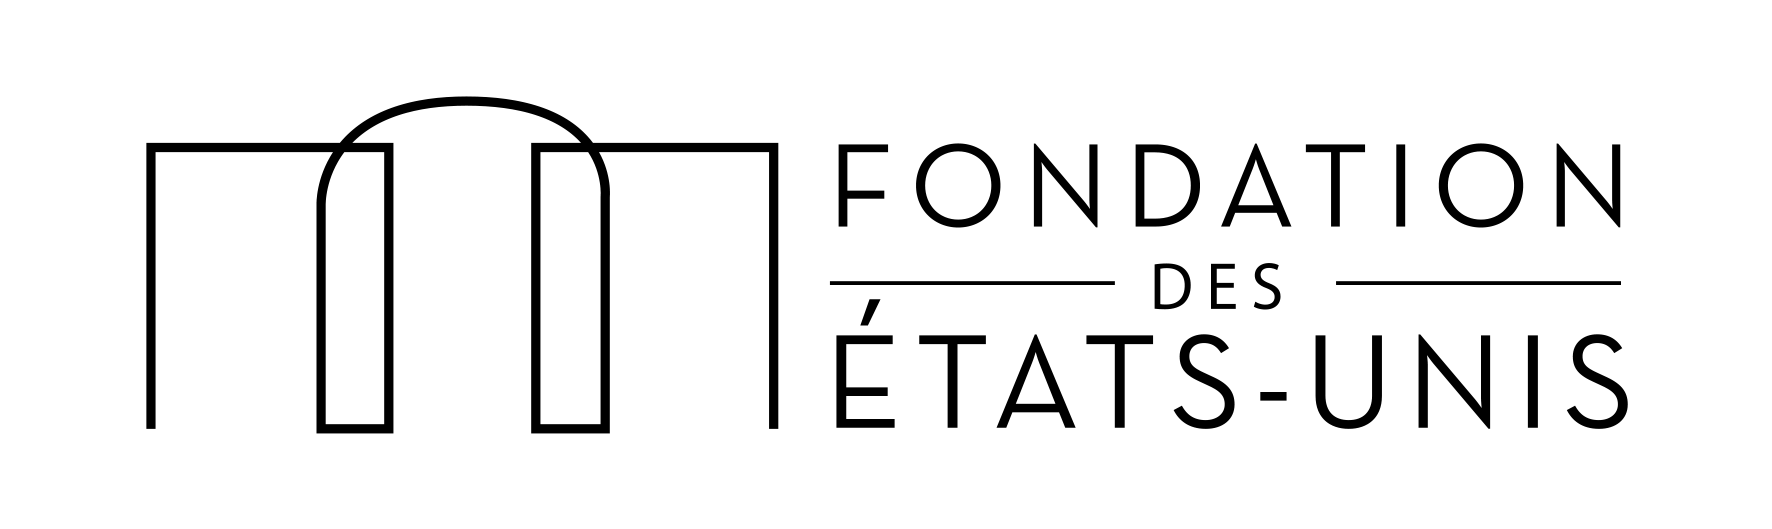 FONDATION
DES
ÉTATS-UNIS